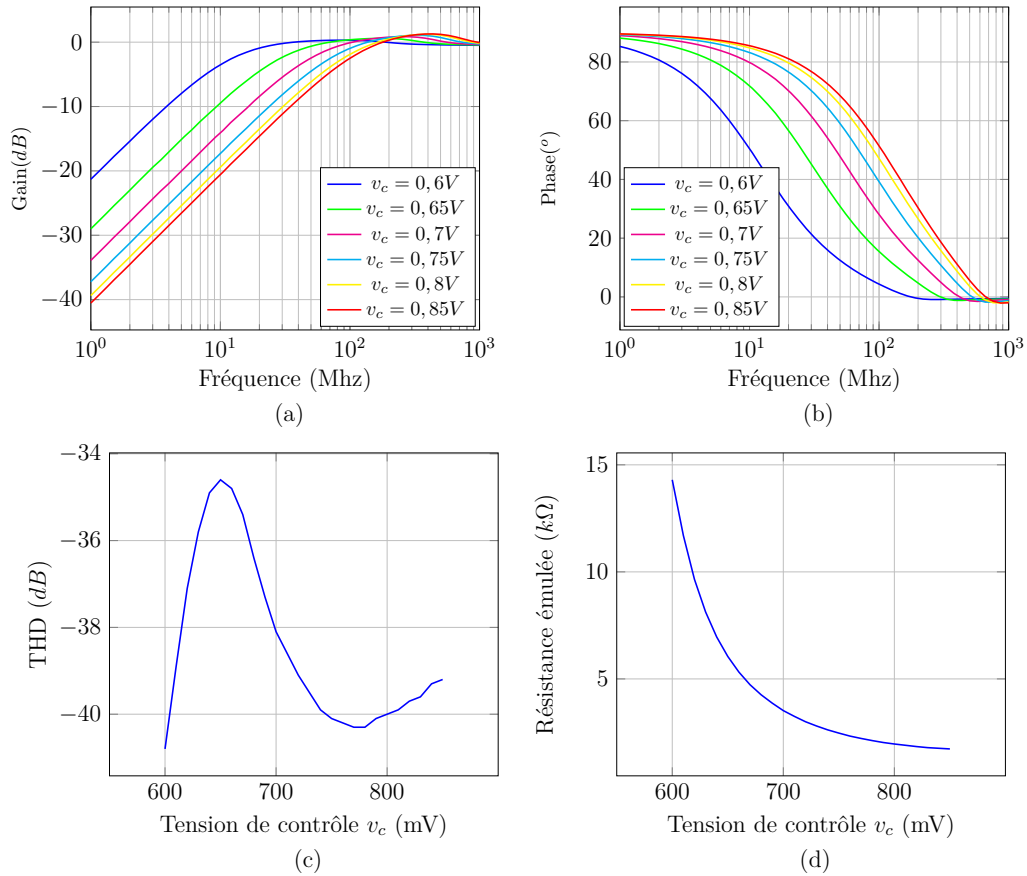 0
−10
−20
−30
−40
Gain(dB)
v_c = 0,6V
v_c = 0,65V
v_c = 0,7V
v_c = 0,75V
v_c = 0,8V
v_c = 0,85V
10^0
10^1
10^2
10^3
Fréquence (Mhz)
(a)
80
60
40
20
0
Phase(^o)
v_c = 0,6V
v_c = 0,65V
v_c = 0,7V
v_c = 0,75V
v_c = 0,8V
v_c = 0,85V
10^0
10^1
10^2
10^3
Fréquence (Mhz)
(b)
−34
−36
−38
−40
THD (dB)
600
700
800
Tension de contrôle v_c (mV)
(c)
15
10
5
Résistance émulée (kΩ)
600
700
800
Tension de contrôle v_c (mV)
(d)